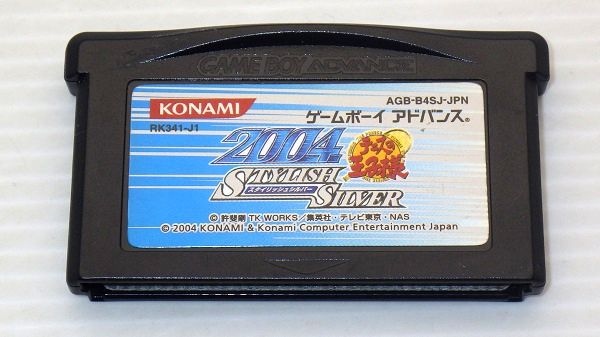 GAME BOY ADVANCE
KONAMI
AGB-B4SJ-JPN
RK341-J1
ゲームボーイ アドバンス®
2004
テニスの
王子様
STYLISH
スタイリッシュシルバー
SILVER
© 許斐剛 TK WORKS／集英社・テレビ東京・NAS
© 2004 KONAMI & Konami Computer Entertainment Japan